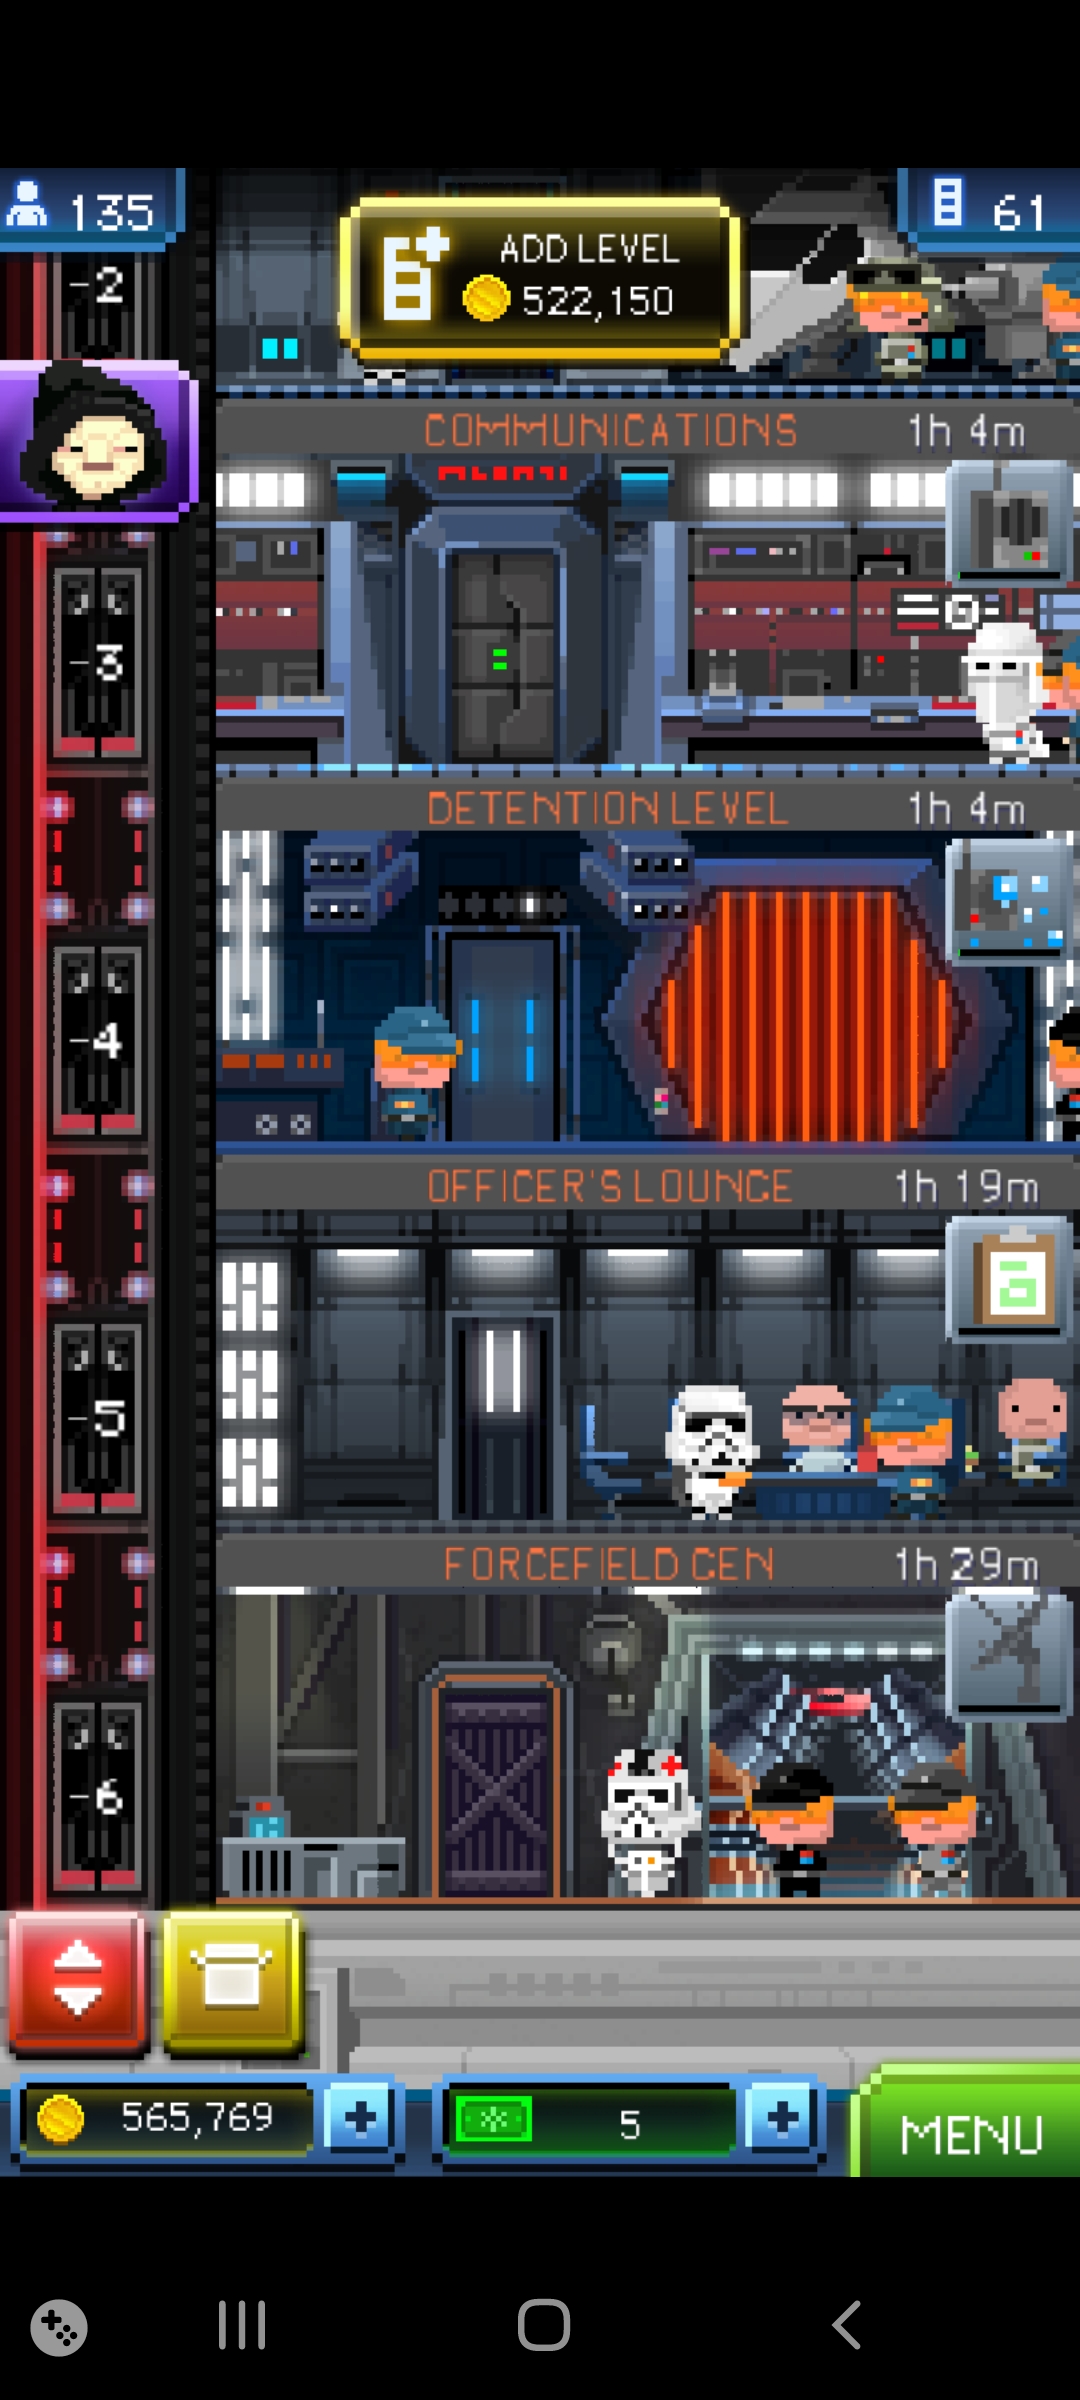 135
ADD LEVEL
522,150
61
-2
COMMUNICATIONS 1h 4m
-3
DETENTION LEVEL 1h 4m
-4
OFFICER'S LOUNGE 1h 19m
-5
FORCEFIELD GEN 1h 29m
-6
565,769
5
MENU